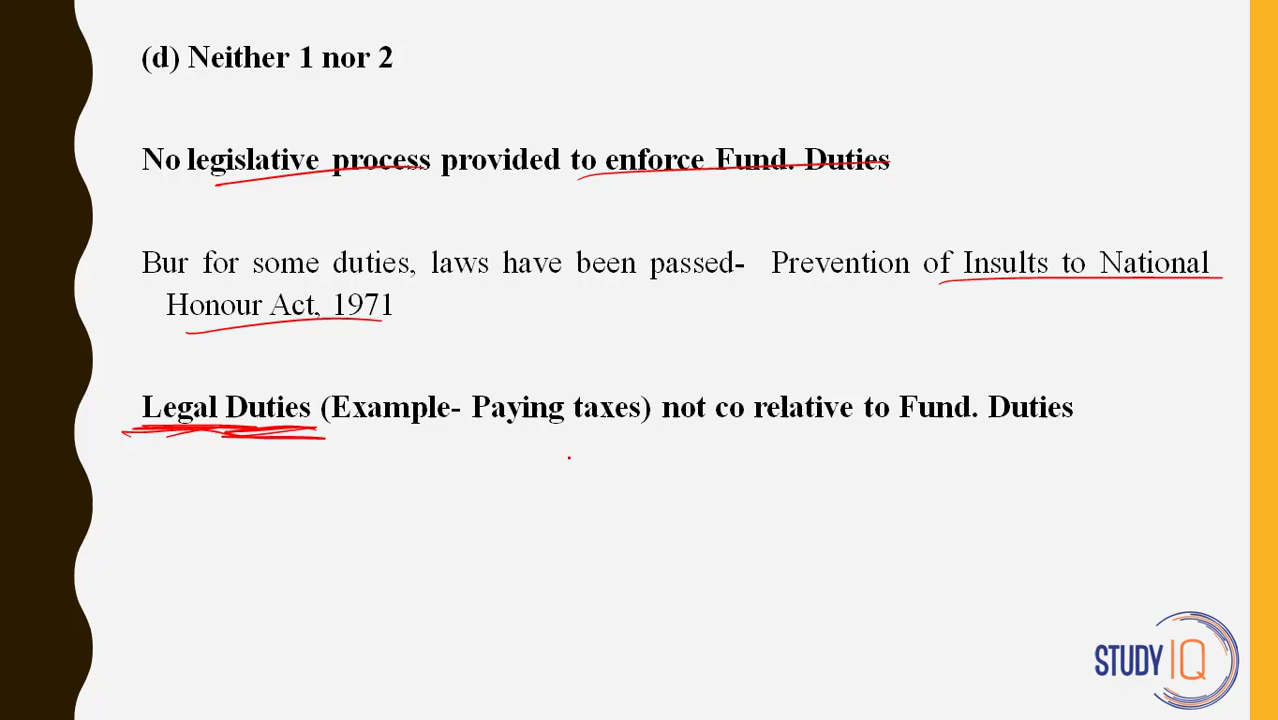 (d) Neither 1 nor 2
No legislative process provided to enforce Fund. Duties
Bur for some duties, laws have been passed- Prevention of Insults to National
Honour Act, 1971
Legal Duties (Example- Paying taxes) not co relative to Fund. Duties
STUDY IQ